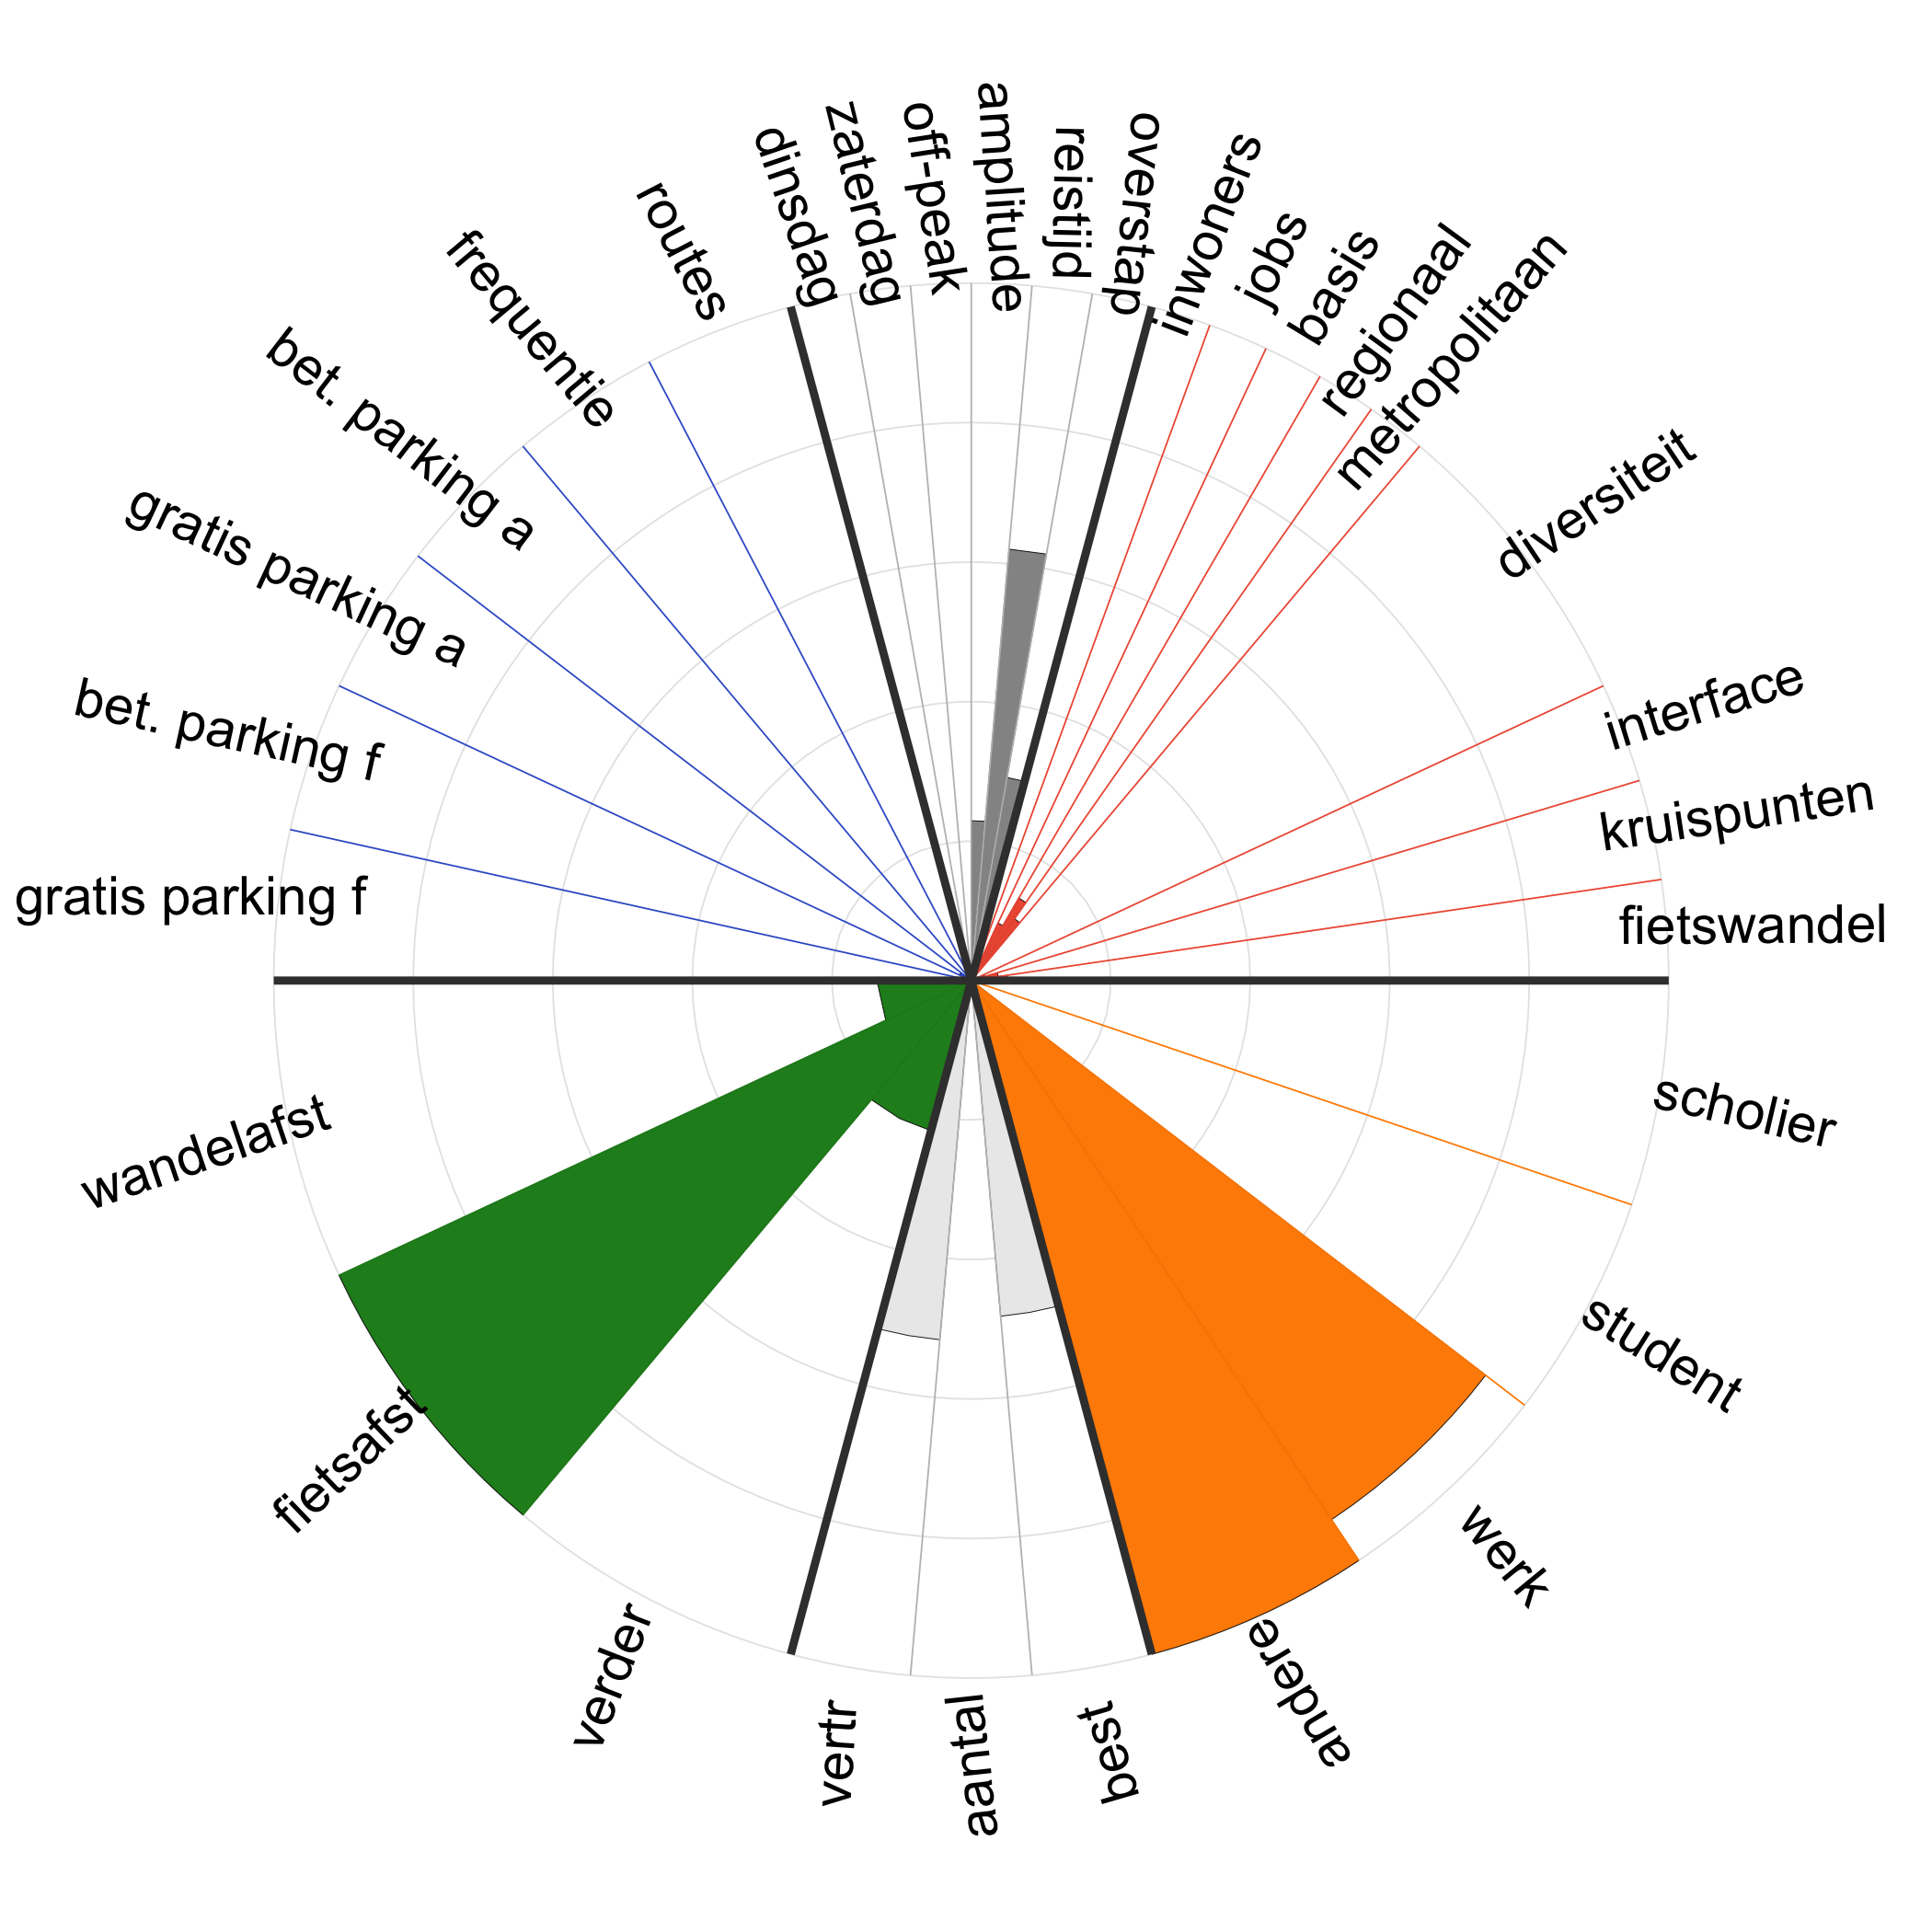 dinsdag
zaterdag
off-peak
amplitude
reistijd
overstap
inwoners
jobs
basis
regionaal
metropolitaan
diversiteit
interface
kruispunten
fietswandel
scholier
student
werk
andere
best
aantal
vertr
verder
fietsafst
wandelafst
gratis parking f
bet. parking f
gratis parking a
bet. parking a
frequentie
routes